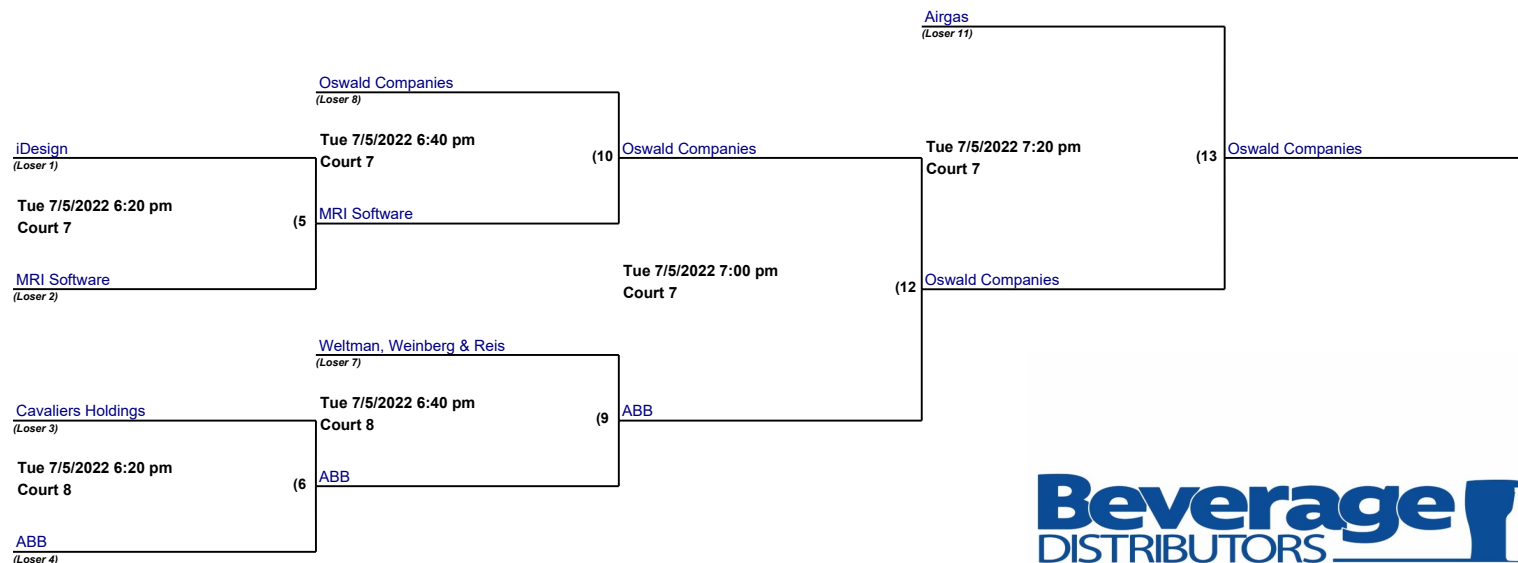 Airgas
(Loser 11)
Oswald Companies
(Loser 8)
Tue 7/5/2022 6:40 pm
Court 7
(10
iDesign
(Loser 1)
Oswald Companies
Tue 7/5/2022 7:20 pm
Court 7
(13
Oswald Companies
Tue 7/5/2022 6:20 pm
Court 7
(5
MRI Software
MRI Software
(Loser 2)
Tue 7/5/2022 7:00 pm
Court 7
(12
Oswald Companies
Weltman, Weinberg & Reis
(Loser 7)
Tue 7/5/2022 6:40 pm
Court 8
(9
ABB
Cavaliers Holdings
(Loser 3)
Tue 7/5/2022 6:20 pm
Court 8
(6
ABB
ABB
(Loser 4)
Beverage
DISTRIBUTORS